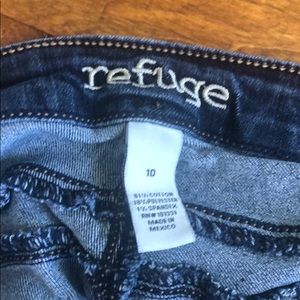 refuge
10
81% COTTON
18% POLYESTER
1% SPANDEX
MADE IN
MEXICO